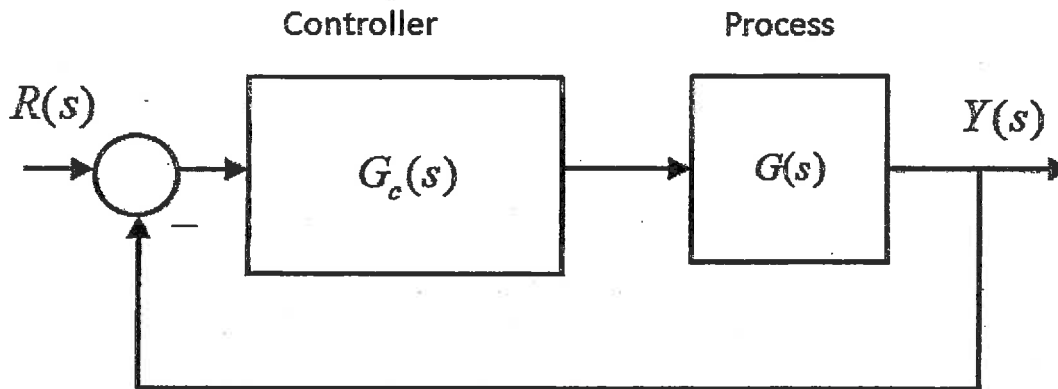 Controller Process
R(s) Y(s)
G_c(s) G(s)
−